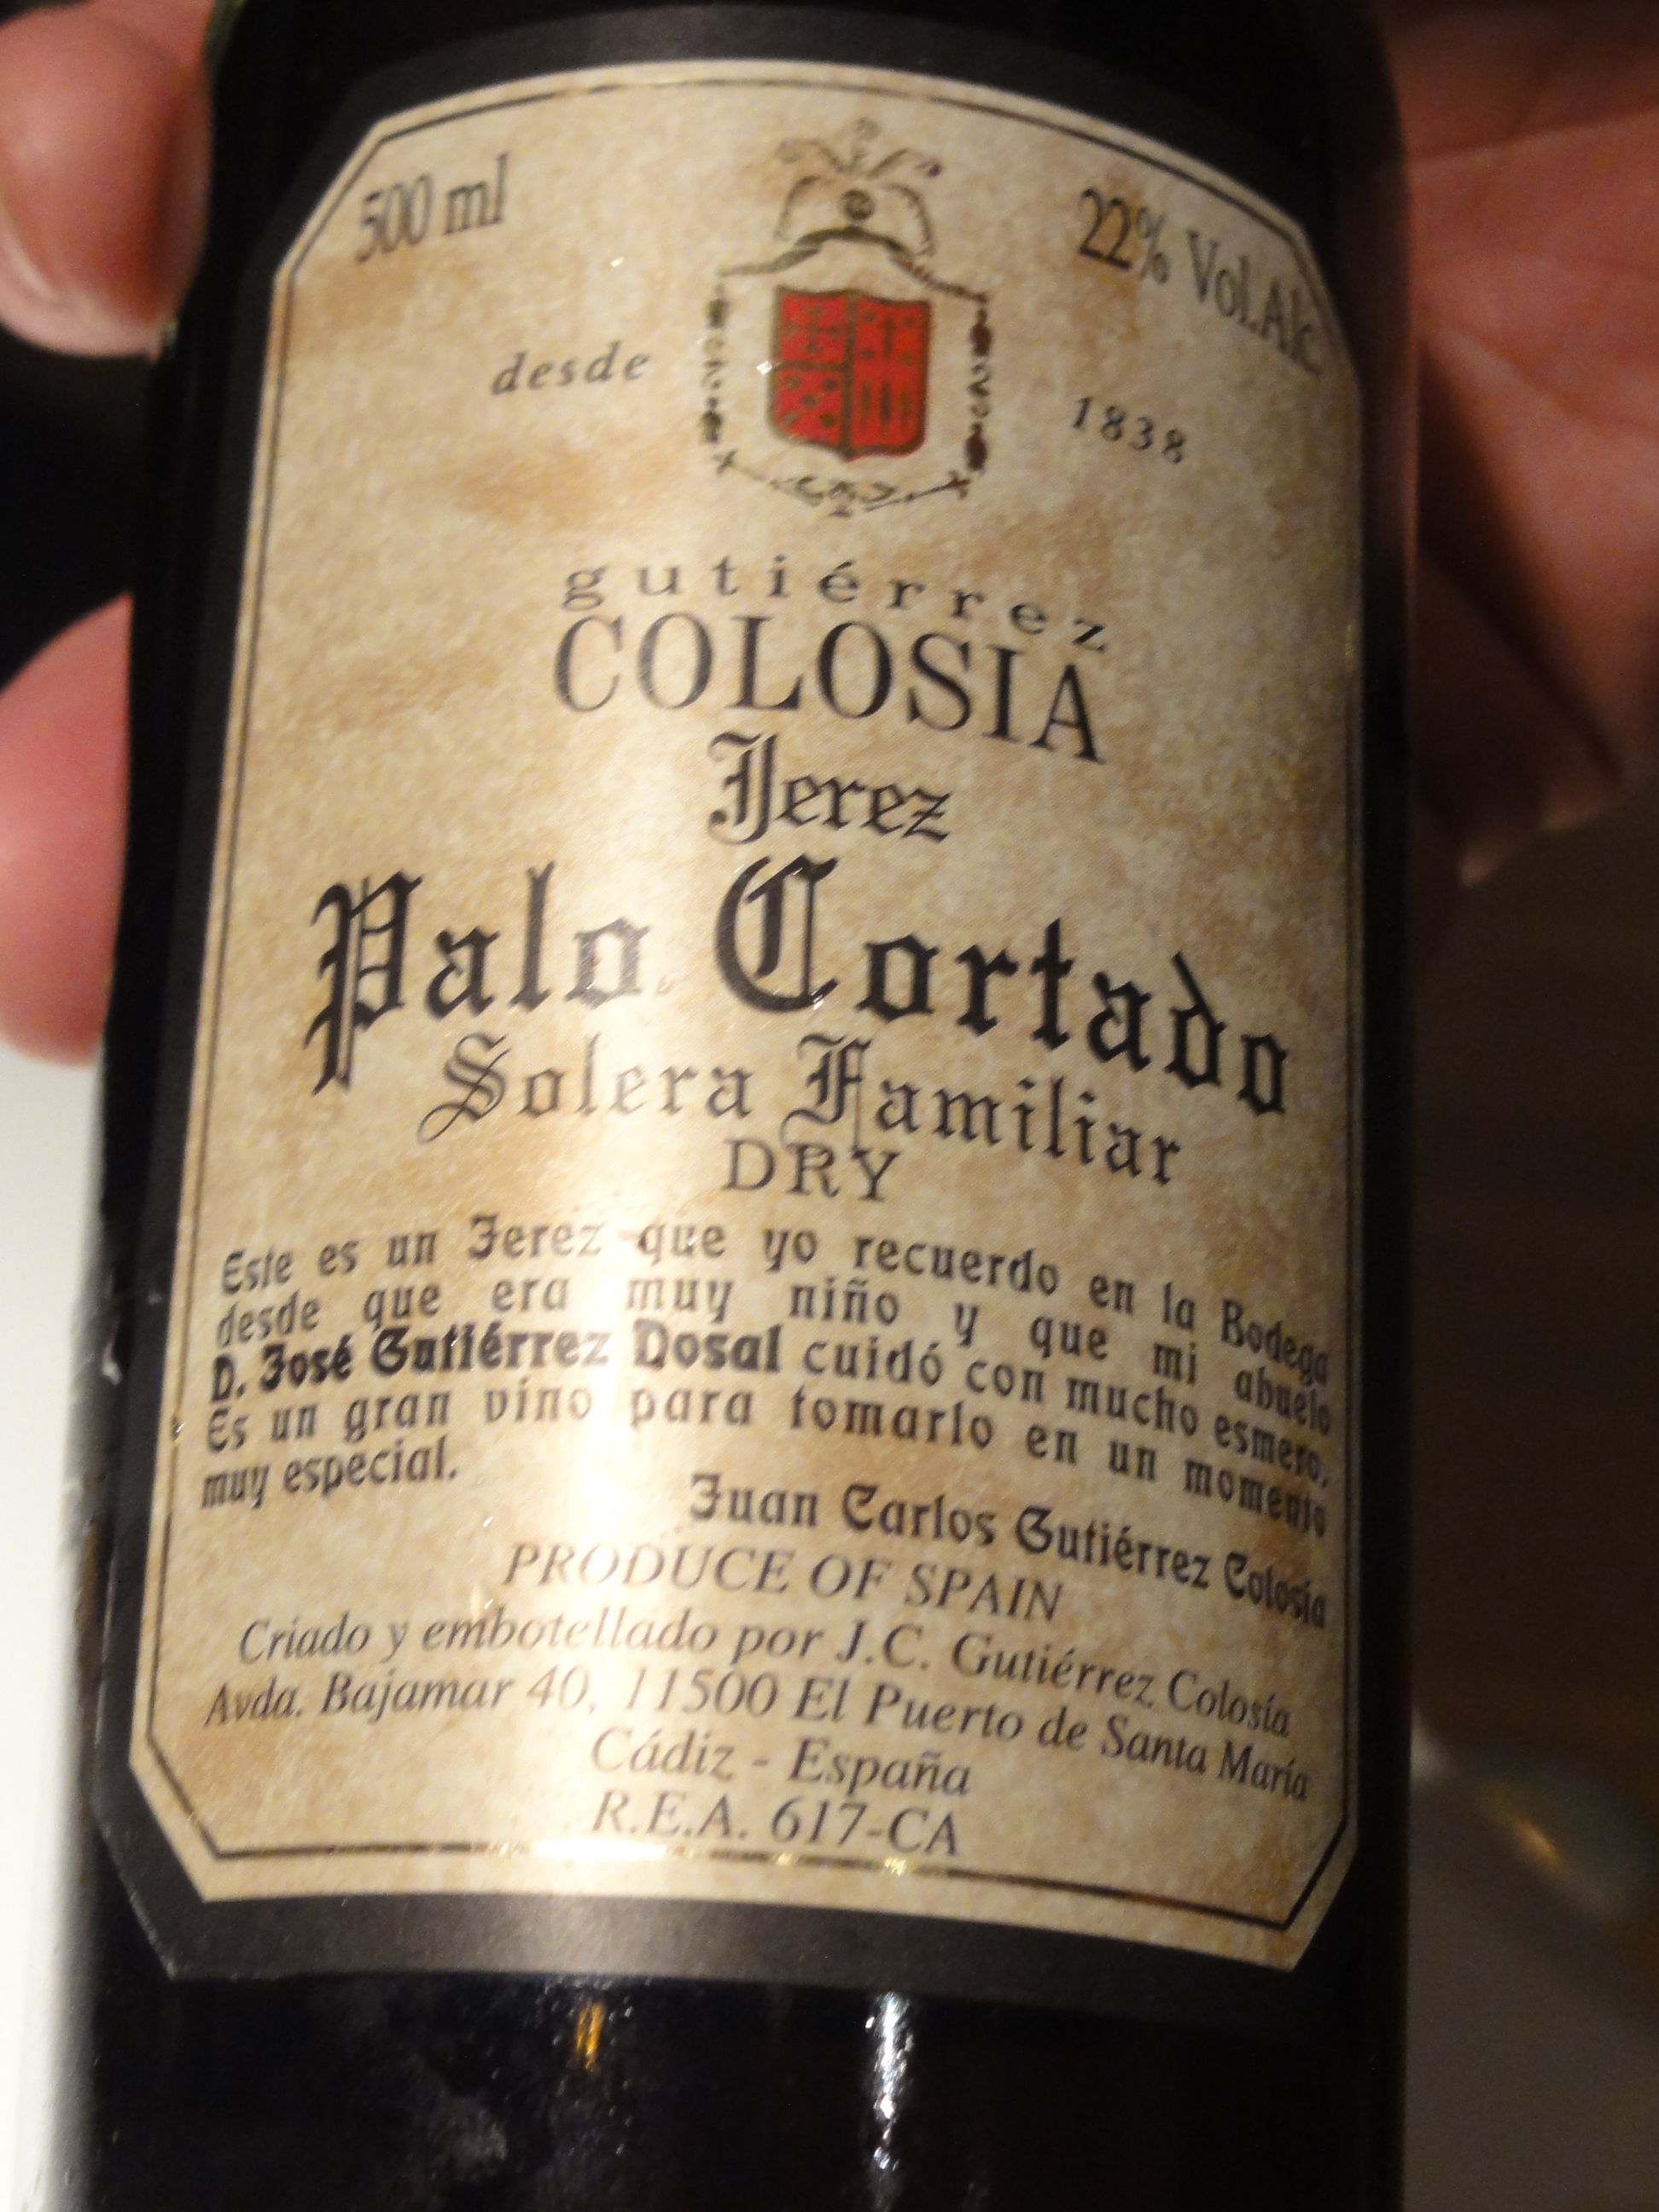 500 ml
22% Vol.Alc
desde 1838
gutiérrez
COLOSIA
Jerez
Palo Cortado
Solera Familiar
DRY
Este es un Jerez que yo recuerdo en la Bodega
desde que era muy niño y que mi abuelo
D. José Gutiérrez Dosal cuidó con mucho esmero.
Es un gran vino para tomarlo en un momento
muy especial.
Juan Carlos Gutiérrez Colosía
PRODUCE OF SPAIN
Criado y embotellado por J.C. Gutiérrez Colosía
Avda. Bajamar 40, 11500 El Puerto de Santa María
Cádiz - España
R.E.A. 617-CA